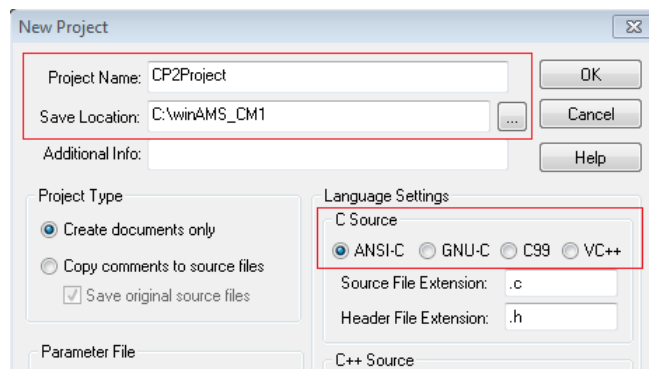 New Project
Project Name: CP2Project
OK
Save Location: C:\winAMS_CM1
...
Cancel
Additional Info:
Help
Project Type
Create documents only
Copy comments to source files
Save original source files
Language Settings
C Source
ANSI-C GNU-C C99 VC++
Source File Extension: .c
Header File Extension: .h
Parameter File
C++ Source